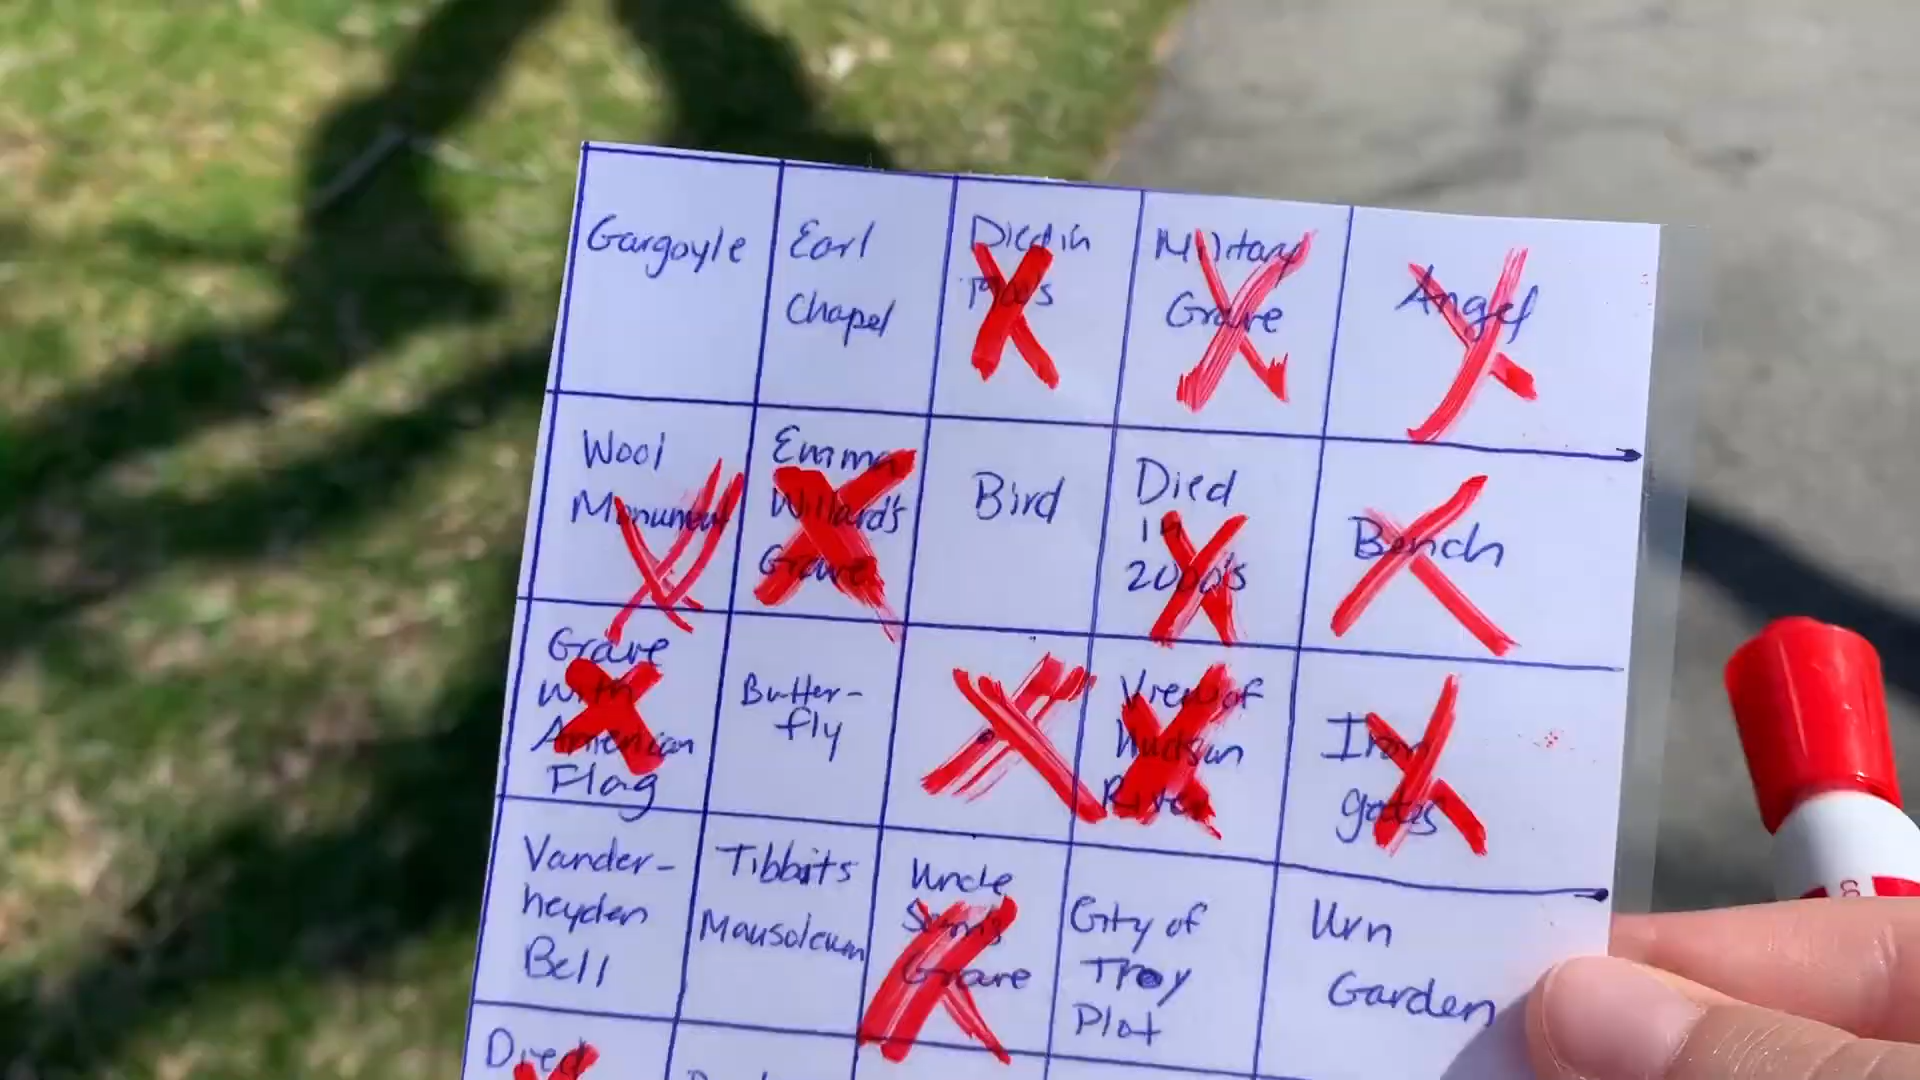 Gargoyle
Earl
Chapel
Died in
Military
Grave
Angel
Wool
Monument
Emma
Willard's
Grave
Bird
Died
in
2000's
Bench
Grave
With
American
Flag
Butter-
fly
View of
Hudson
River
Iron
gates
Vander-
heyden
Bell
Tibbits
Mausoleum
Uncle
Sam's
Grave
City of
Troy
Plot
Urn
Garden
Died